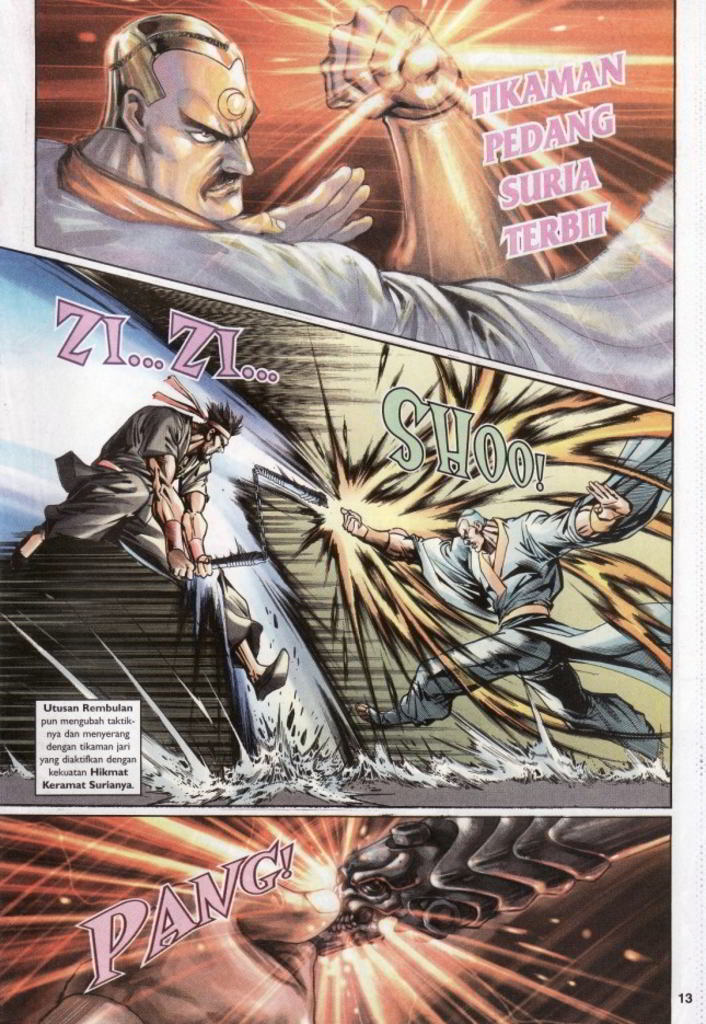 TIKAMAN
PEDANG
SURIA
TERBIT
ZI... ZI...
SHOO!
Utusan Rembulan
pun mengubah taktik-
nya dan menyerang
dengan tikaman jari
yang diaktifkan dengan
kekuatan Hikmat
Keramat Surianya.
PANG!
13